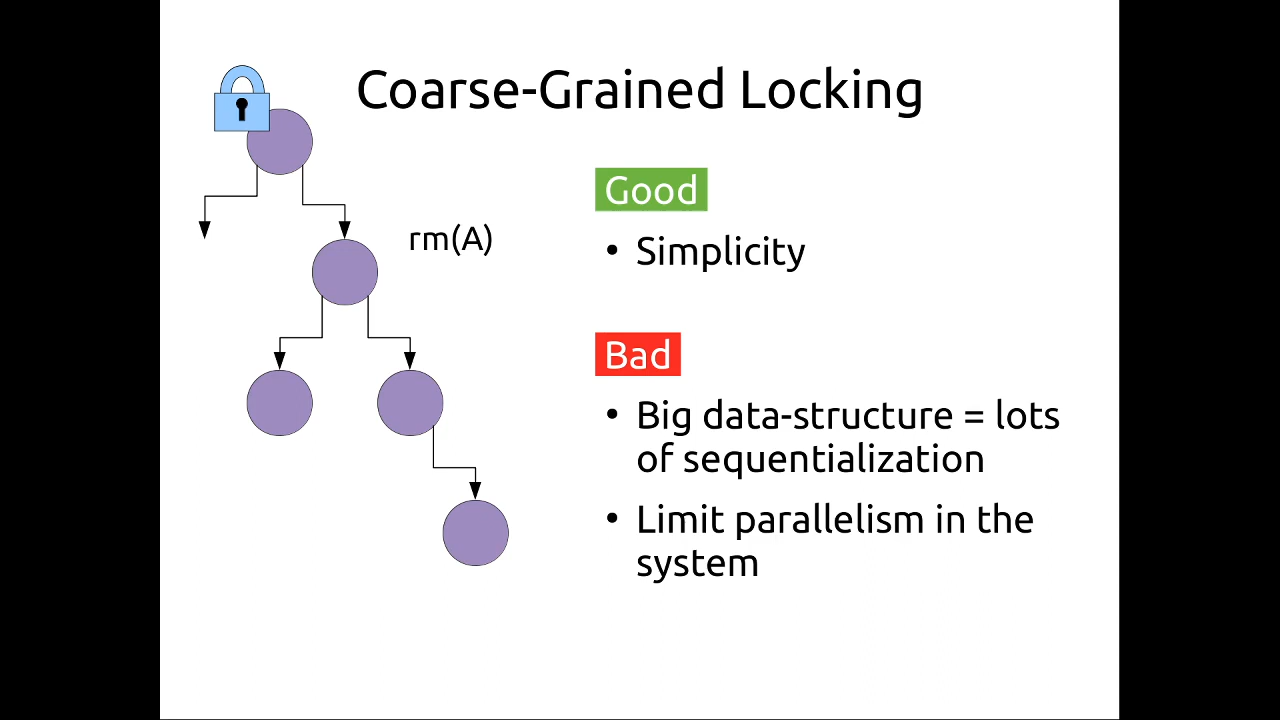 Coarse-Grained Locking
Good
• Simplicity
rm(A)
Bad
• Big data-structure = lots
of sequentialization
• Limit parallelism in the
system